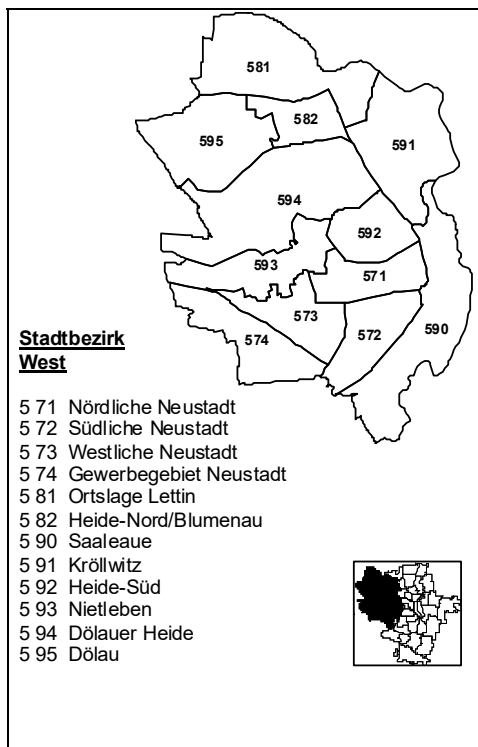 581
582
591
595
594
592
593
571
573
572
590
574
Stadtbezirk
West
5 71 Nördliche Neustadt
5 72 Südliche Neustadt
5 73 Westliche Neustadt
5 74 Gewerbegebiet Neustadt
5 81 Ortslage Lettin
5 82 Heide-Nord/Blumenau
5 90 Saaleaue
5 91 Kröllwitz
5 92 Heide-Süd
5 93 Nietleben
5 94 Dölauer Heide
5 95 Dölau